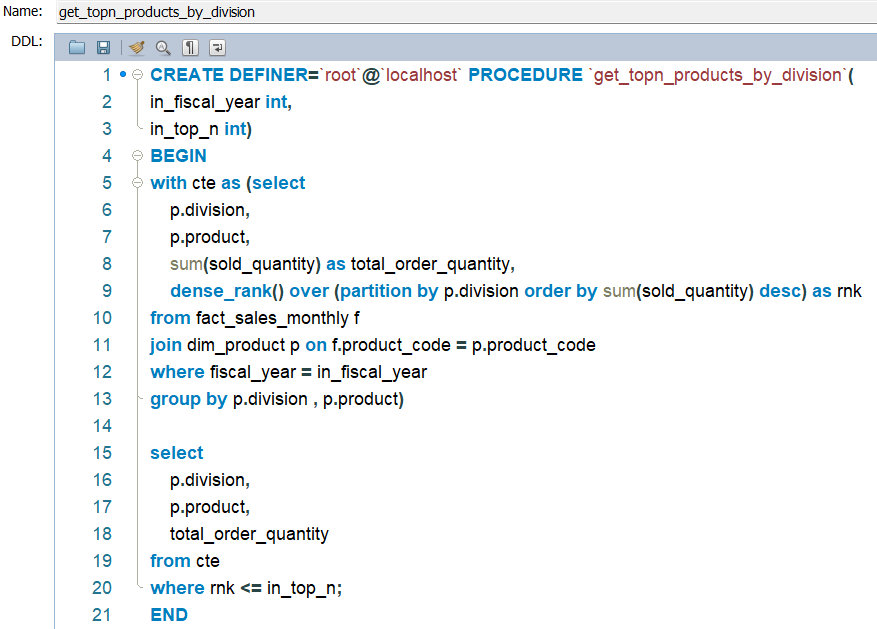 Name: get_topn_products_by_division
DDL:
1 CREATE DEFINER=`root`@`localhost` PROCEDURE `get_topn_products_by_division`(
2 in_fiscal_year int,
3 in_top_n int)
4 BEGIN
5 with cte as (select
6 p.division,
7 p.product,
8 sum(sold_quantity) as total_order_quantity,
9 dense_rank() over (partition by p.division order by sum(sold_quantity) desc) as rnk
10 from fact_sales_monthly f
11 join dim_product p on f.product_code = p.product_code
12 where fiscal_year = in_fiscal_year
13 group by p.division , p.product)
14
15 select
16 p.division,
17 p.product,
18 total_order_quantity
19 from cte
20 where rnk <= in_top_n;
21 END